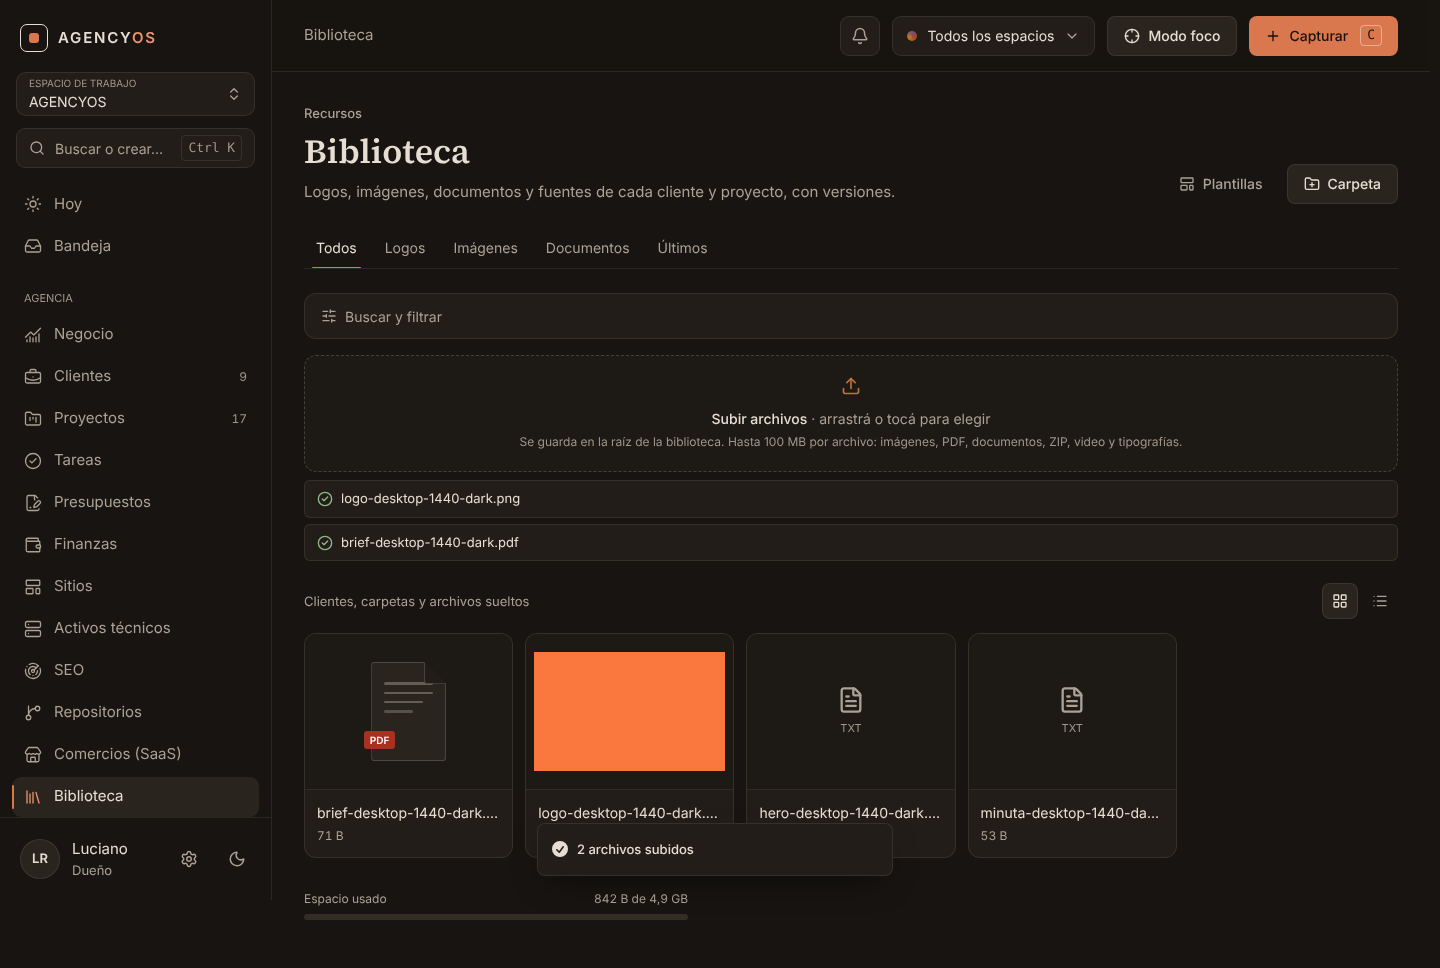 AGENCYOS
ESPACIO DE TRABAJO
AGENCYOS
Buscar o crear... Ctrl K
Hoy
Bandeja
AGENCIA
Negocio
Clientes 9
Proyectos 17
Tareas
Presupuestos
Finanzas
Sitios
Activos técnicos
SEO
Repositorios
Comercios (SaaS)
Biblioteca
LR
Luciano
Dueño
Biblioteca
Todos los espacios
Modo foco
Capturar C
Recursos
Biblioteca
Logos, imágenes, documentos y fuentes de cada cliente y proyecto, con versiones.
Plantillas
Carpeta
Todos Logos Imágenes Documentos Últimos
Buscar y filtrar
Subir archivos · arrastrá o tocá para elegir
Se guarda en la raíz de la biblioteca. Hasta 100 MB por archivo: imágenes, PDF, documentos, ZIP, video y tipografías.
logo-desktop-1440-dark.png
brief-desktop-1440-dark.pdf
Clientes, carpetas y archivos sueltos
PDF
TXT
TXT
brief-desktop-1440-dark....
71 B
logo-desktop-1440-dark....
hero-desktop-1440-dark....
minuta-desktop-1440-da...
53 B
2 archivos subidos
Espacio usado 842 B de 4,9 GB